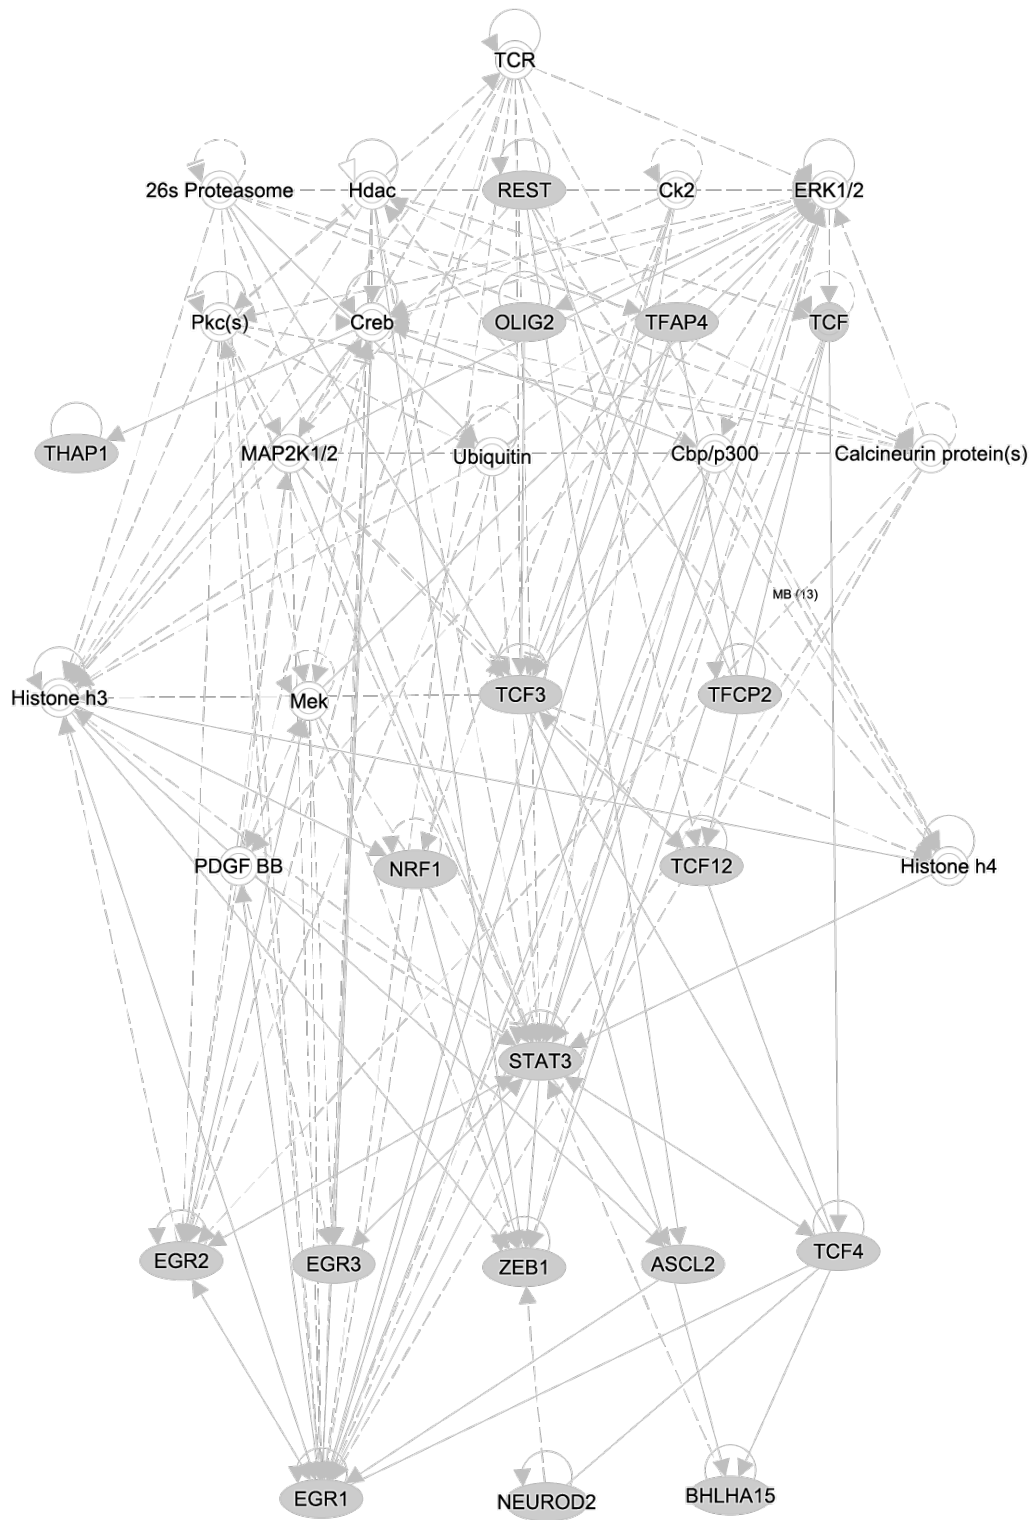 TCR
26s Proteasome
Hdac
REST
Ck2
ERK1/2
Pkc(s)
Creb
OLIG2
TFAP4
TCF
THAP1
MAP2K1/2
Ubiquitin
Cbp/p300
Calcineurin protein(s)
MB (13)
Histone h3
Mek
TCF3
TFCP2
PDGF BB
NRF1
TCF12
Histone h4
STAT3
EGR2
EGR3
ZEB1
ASCL2
TCF4
EGR1
NEUROD2
BHLHA15